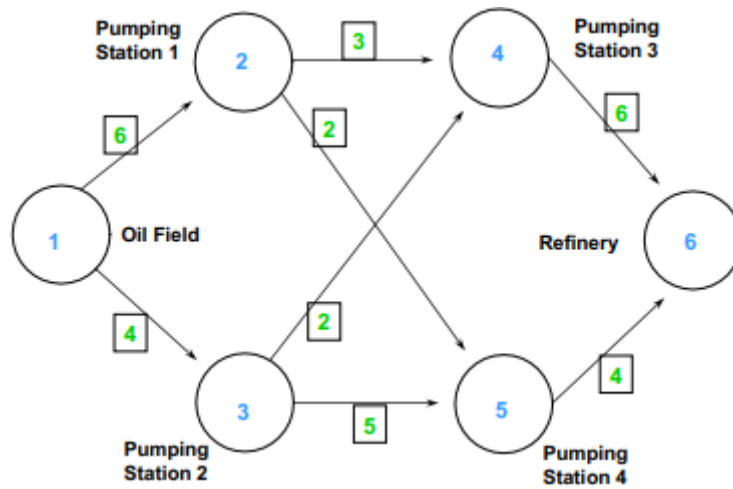 Pumping
Station 1
2
3
4
Pumping
Station 3
6
2
6
1
Oil Field
Refinery
6
4
2
4
3
5
5
Pumping
Station 2
Pumping
Station 4